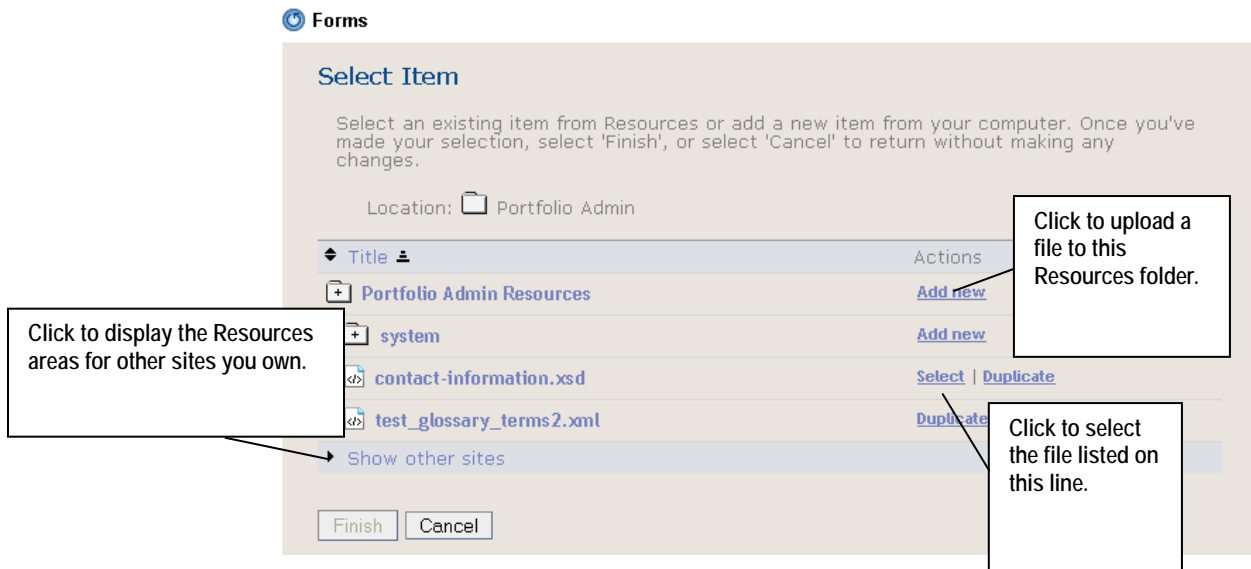 Forms
Select Item
Select an existing item from Resources or add a new item from your computer. Once you've
made your selection, select 'Finish', or select 'Cancel' to return without making any
changes.
Location: Portfolio Admin
Click to upload a
file to this
Resources folder.
Title Actions
Portfolio Admin Resources Add new
Click to display the Resources
areas for other sites you own.
system Add new
contact-information.xsd Select | Duplicate
test_glossary_terms2.xml Duplicate
Click to select
the file listed on
this line.
Show other sites
Finish Cancel